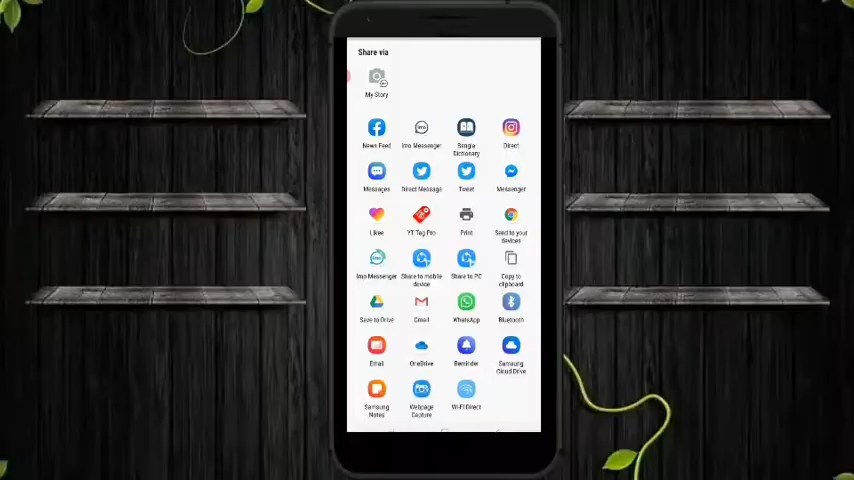 Share via
My Story
News Feed
Imo Messenger
Bangla
Dictionary
Direct
Messages
Direct Message
Tweet
Messenger
Likee
YT Tag Pro
Print
Send to your
devices
Imo Messenger
Share to mobile
device
Share to PC
Copy to
clipboard
Save to Drive
Gmail
WhatsApp
Bluetooth
Email
OneDrive
Reminder
Samsung
Cloud Drive
Samsung
Notes
Webpage
Capture
Wi-Fi Direct